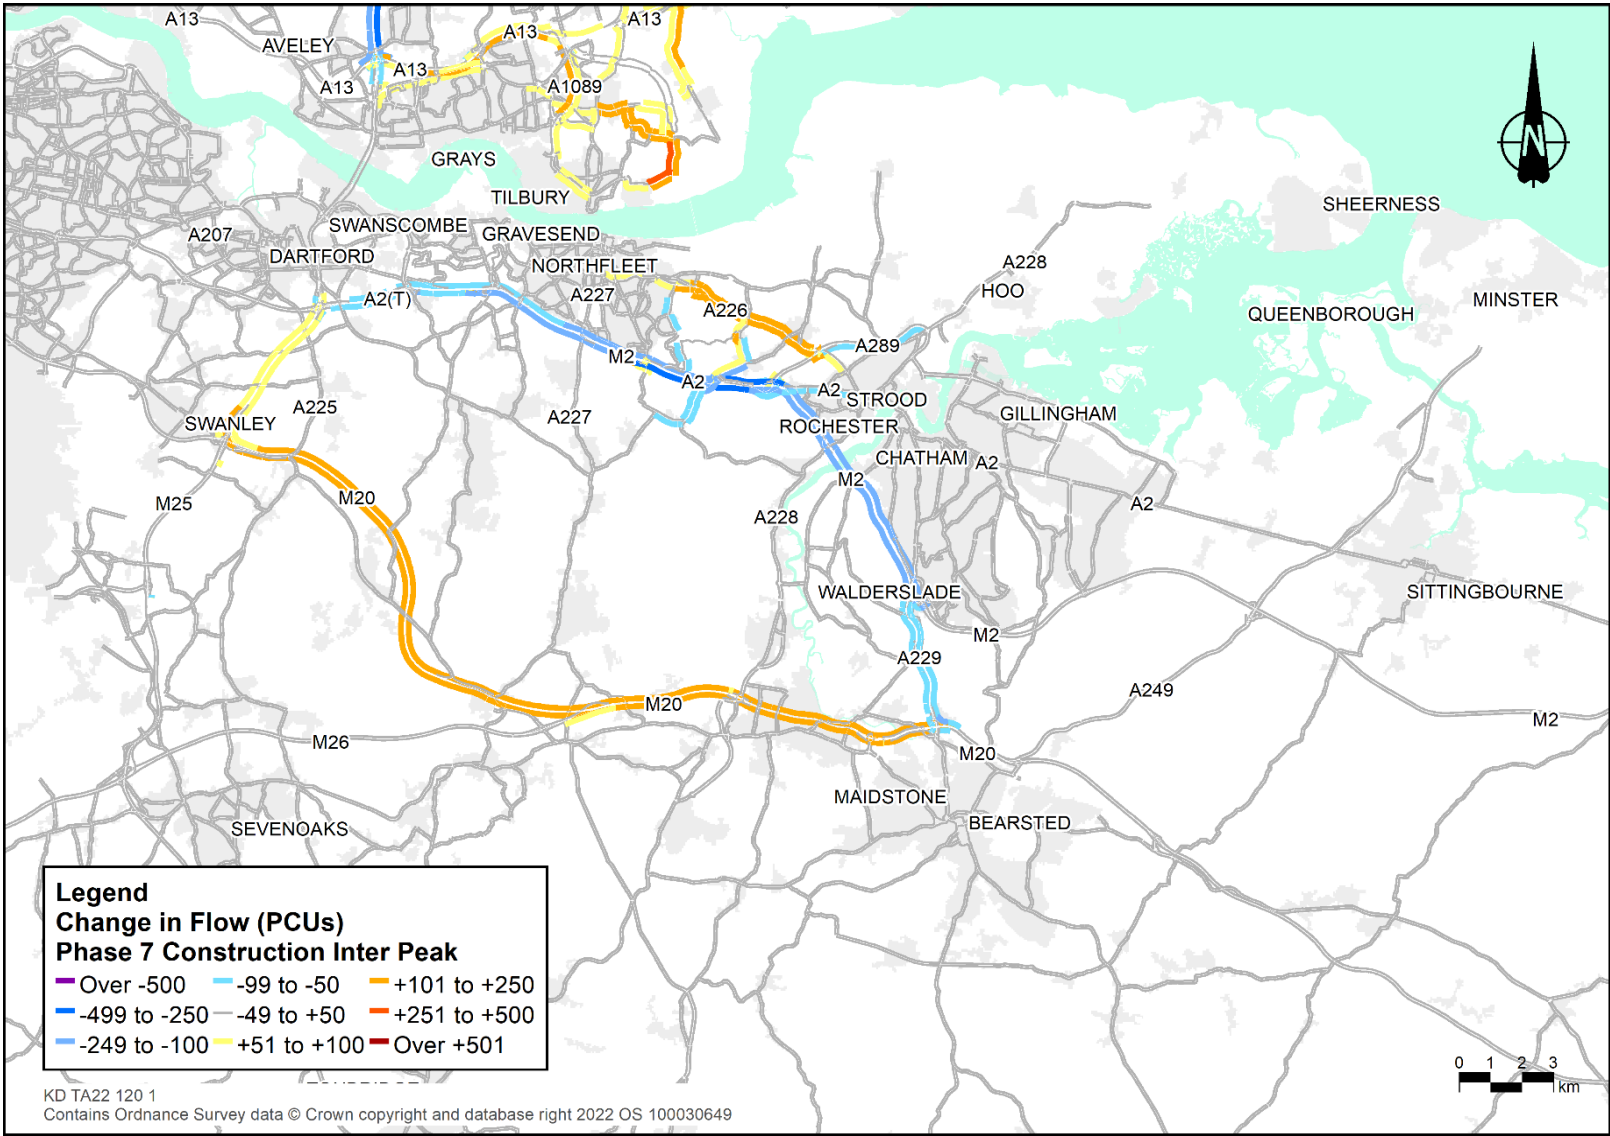 A13
A13
AVELEY
A13
A13
A13
A1089
GRAYS
TILBURY
SHEERNESS
SWANSCOMBE
A207
GRAVESEND
DARTFORD
NORTHFLEET
A228
HOO
A2(T)
A227
A226
MINSTER
QUEENBOROUGH
M2
A289
A2
A2
STROOD
A225
A227
GILLINGHAM
SWANLEY
ROCHESTER
CHATHAM
A2
M2
M20
M25
A228
A2
WALDERSLADE
SITTINGBOURNE
M2
A229
A249
M20
M2
M26
M20
MAIDSTONE
BEARSTED
SEVENOAKS
N
Legend
Change in Flow (PCUs)
Phase 7 Construction Inter Peak
Over -500 -99 to -50 +101 to +250
-499 to -250 -49 to +50 +251 to +500
-249 to -100 +51 to +100 Over +501
0 1 2 3
km
KD TA22 120 1
Contains Ordnance Survey data © Crown copyright and database right 2022 OS 100030649